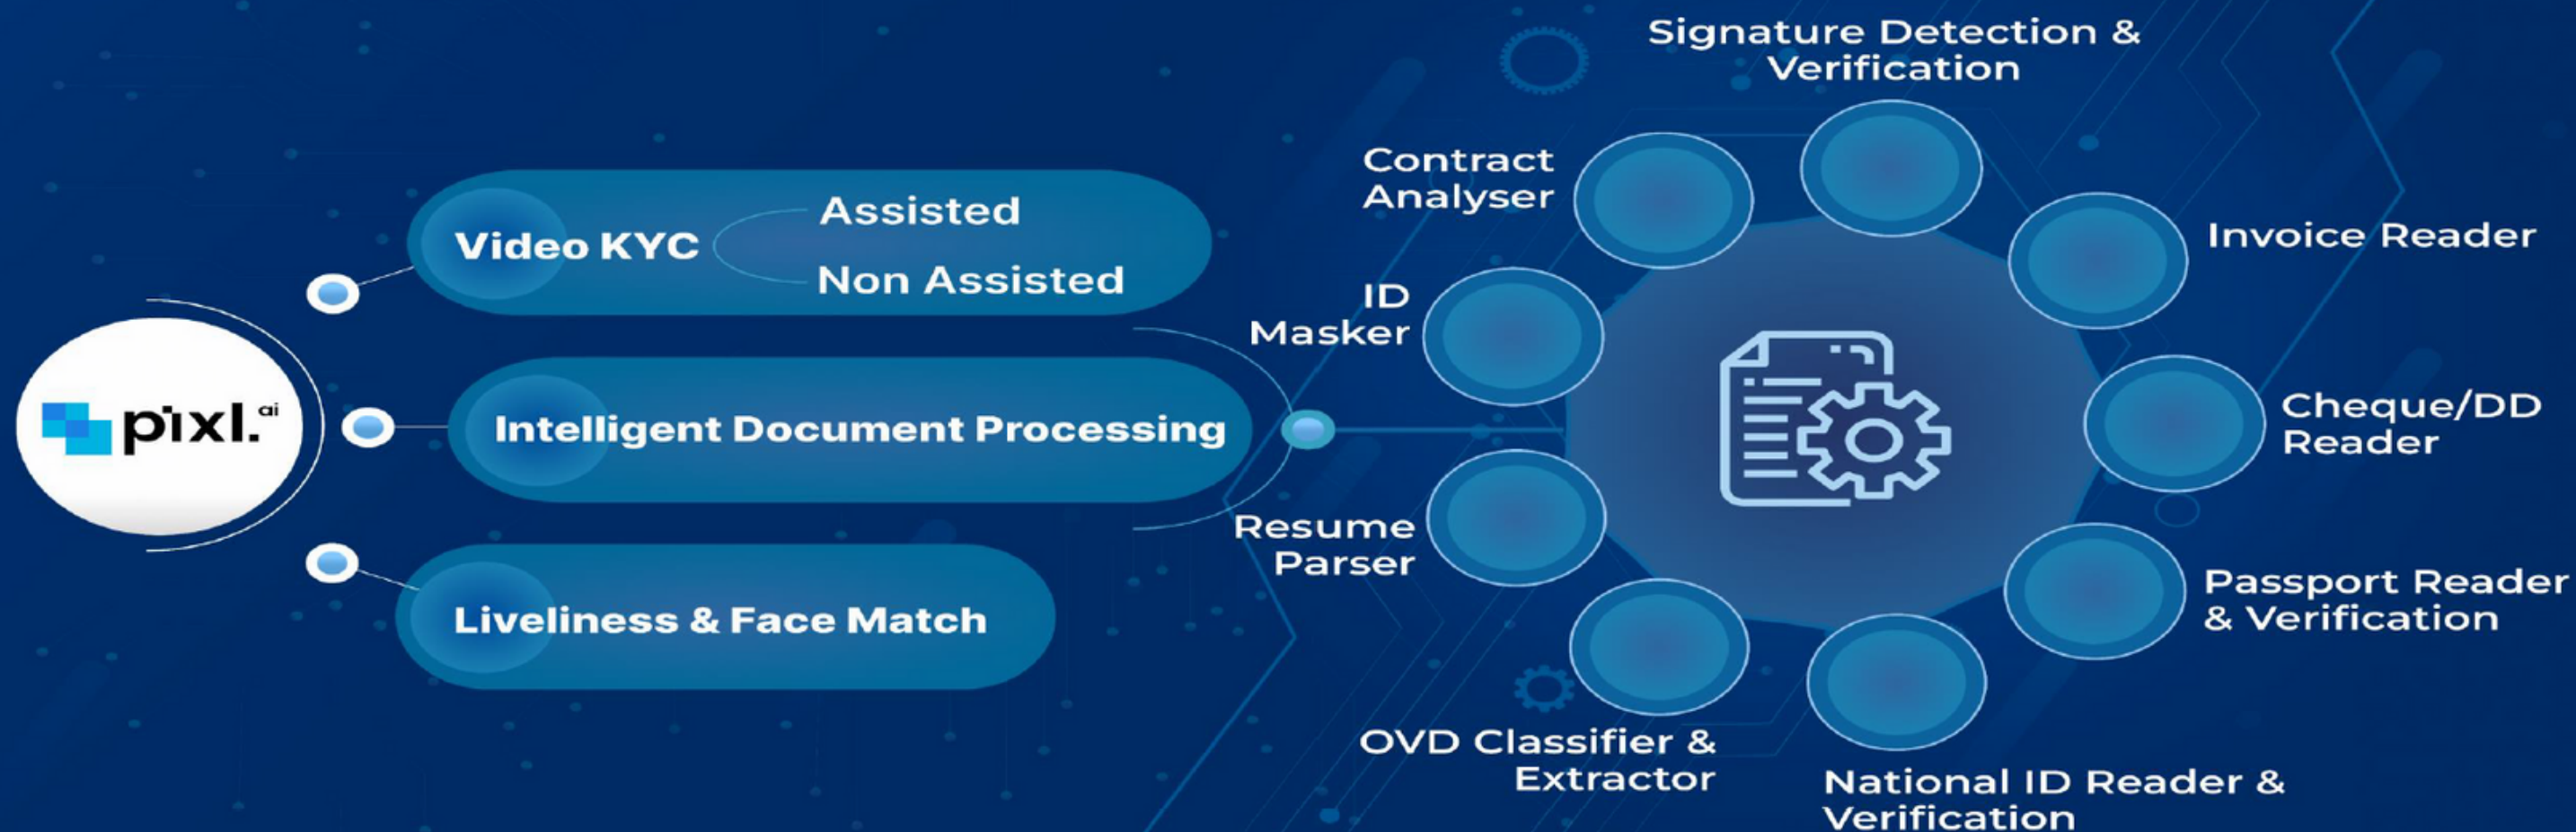 pixl.ai
Video KYC
Assisted
Non Assisted
Intelligent Document Processing
Liveliness & Face Match
Signature Detection &
Verification
Contract
Analyser
Invoice Reader
ID
Masker
Cheque/DD
Reader
Resume
Parser
Passport Reader
& Verification
OVD Classifier &
Extractor
National ID Reader &
Verification